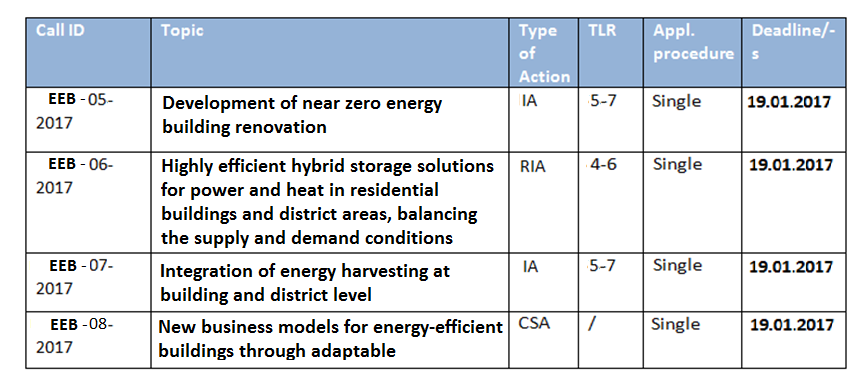 Call ID Topic Type of Action TLR Appl. procedure Deadline/-s
EEB - 05-2017 Development of near zero energy building renovation IA 5-7 Single 19.01.2017
EEB - 06-2017 Highly efficient hybrid storage solutions for power and heat in residential buildings and district areas, balancing the supply and demand conditions RIA 4-6 Single 19.01.2017
EEB - 07-2017 Integration of energy harvesting at building and district level IA 5-7 Single 19.01.2017
EEB - 08-2017 New business models for energy-efficient buildings through adaptable CSA / Single 19.01.2017